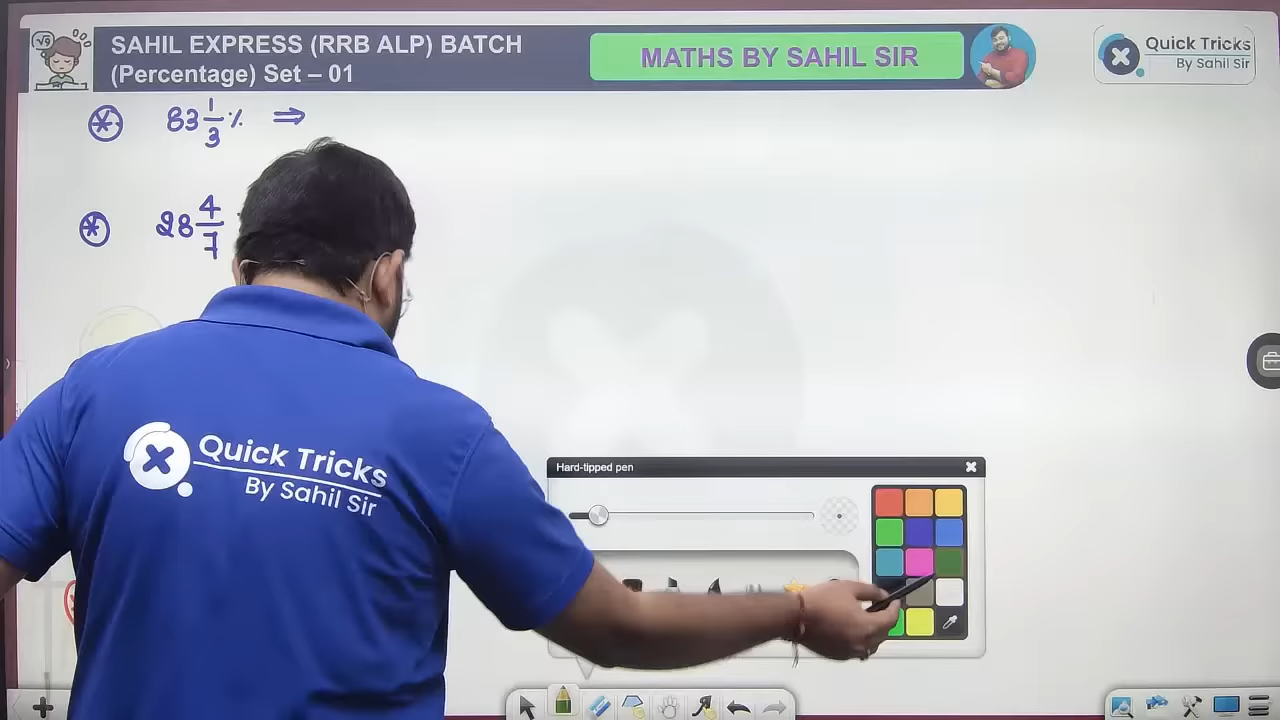 SAHIL EXPRESS (RRB ALP) BATCH
(Percentage) Set – 01
MATHS BY SAHIL SIR
Quick Tricks
By Sahil Sir
√9
83 1/3 % ⇒
28 4/7
Quick Tricks
By Sahil Sir
Hard-tipped pen